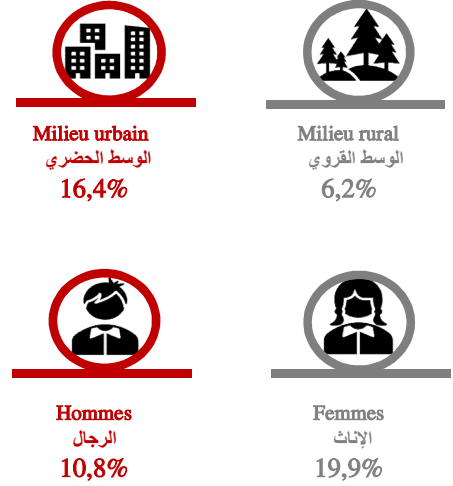 Milieu urbain
الوسط الحضري
16,4%
Milieu rural
الوسط القروي
6,2%
Hommes
الرجال
10,8%
Femmes
الإناث
19,9%